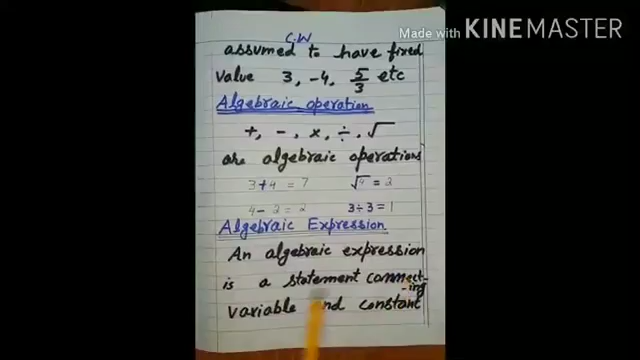 Made with KINEMASTER
C.W
assumed to have fixed
value 3, -4, 5/3 etc
Algebraic operation
+, -, ×, ÷, √
are algebraic operations
3+4 = 7 √4 = 2
4-2 = 2 3÷3 = 1
Algebraic Expression
An algebraic expression
is a statement connect-
-ing
variable and constant